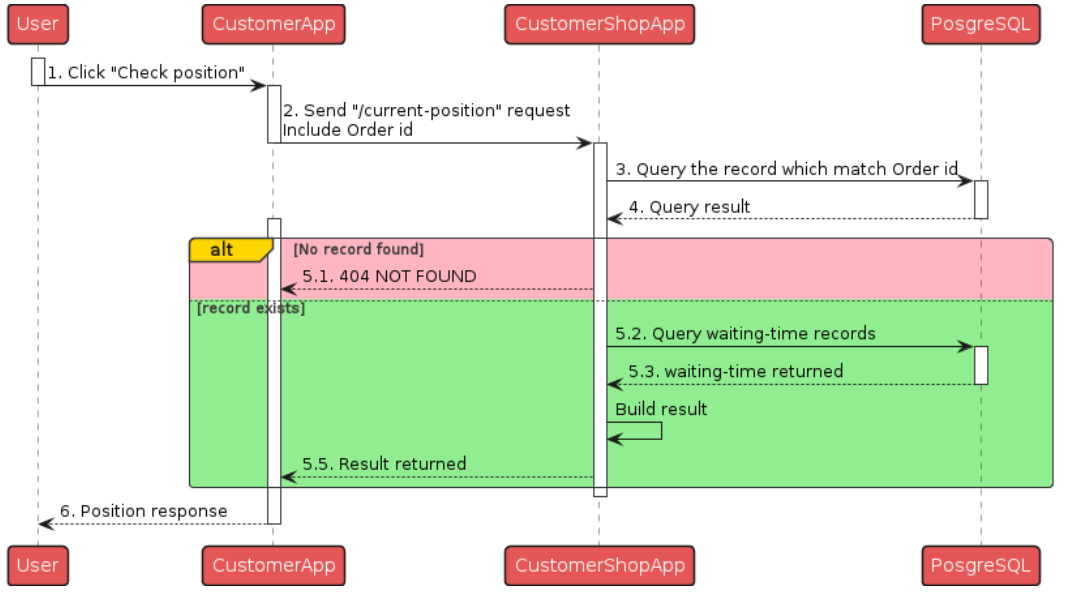 User
CustomerApp
CustomerShopApp
PosgreSQL
1. Click "Check position"
2. Send "/current-position" request
Include Order id
3. Query the record which match Order id
4. Query result
alt
[No record found]
5.1. 404 NOT FOUND
[record exists]
5.2. Query waiting-time records
5.3. waiting-time returned
Build result
5.5. Result returned
6. Position response
User
CustomerApp
CustomerShopApp
PosgreSQL